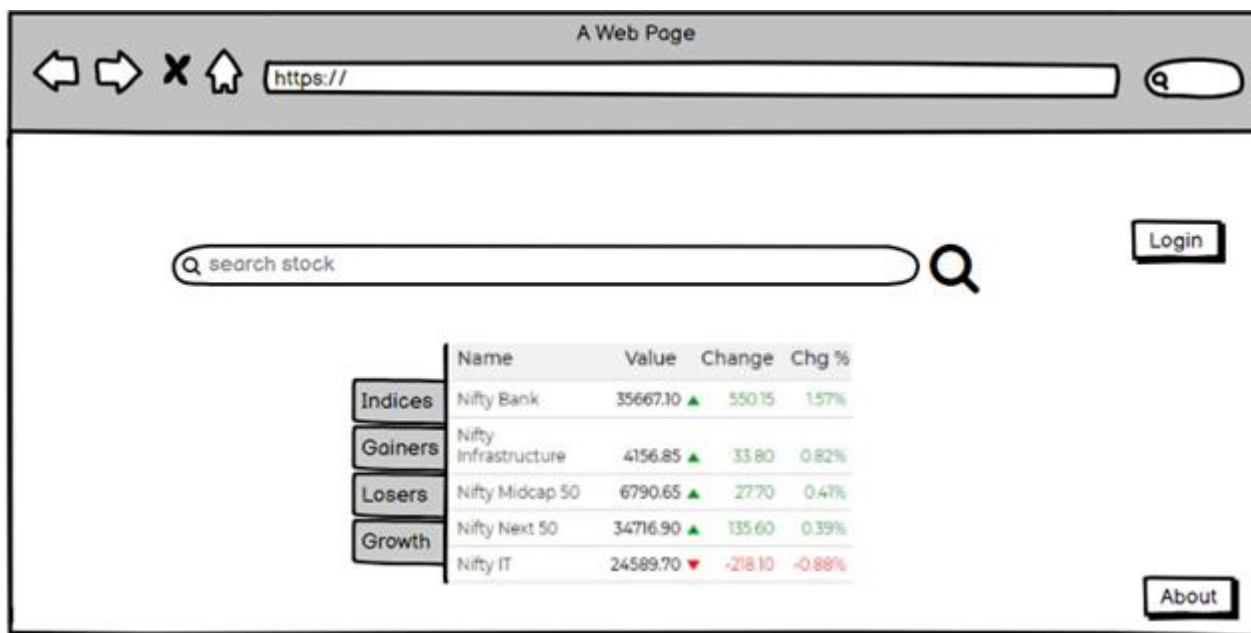 A Web Page
https://
search stock
Login
Name Value Change Chg %
Indices
Gainers
Losers
Growth
Nifty Bank 35667.10 ▲ 550.15 1.57%
Nifty
Infrastructure 4156.85 ▲ 33.80 0.82%
Nifty Midcap 50 6790.65 ▲ 27.70 0.41%
Nifty Next 50 34716.90 ▲ 135.60 0.39%
Nifty IT 24589.70 ▼ -218.10 -0.88%
About